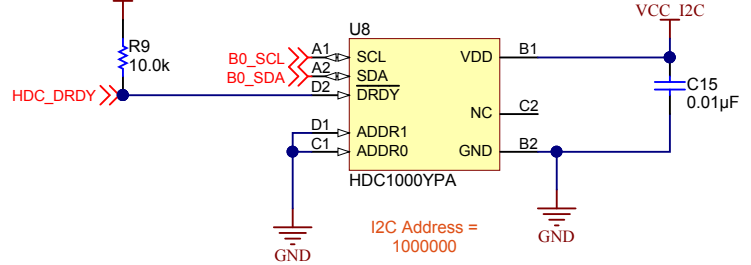 VCC_I2C
U8
R9
10.0k
B0_SCL
A1
SCL
VDD
B1
B0_SDA
A2
SDA
HDC_DRDY
D2
DRDY
C15
0.01µF
NC
C2
D1
ADDR1
C1
ADDR0
GND
B2
HDC1000YPA
I2C Address =
1000000
GND
GND